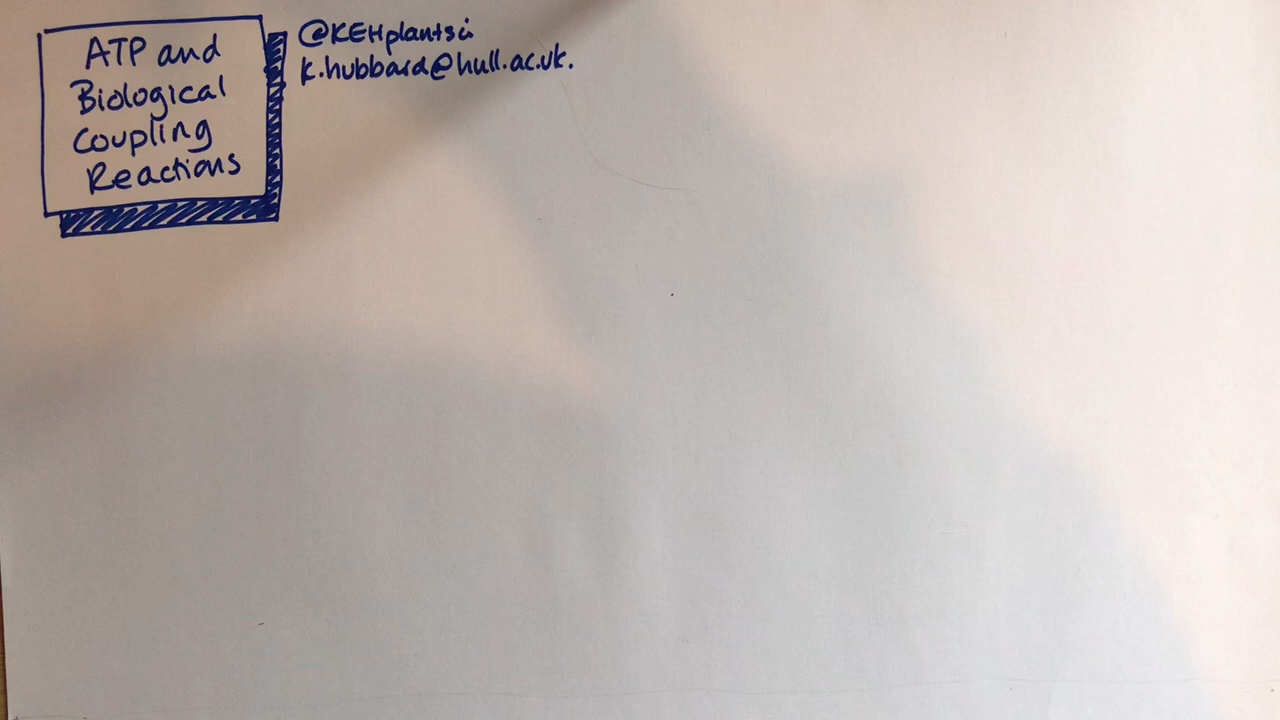 ATP and
Biological
Coupling
Reactions
@KEHplantsci
k.hubbard@hull.ac.uk.